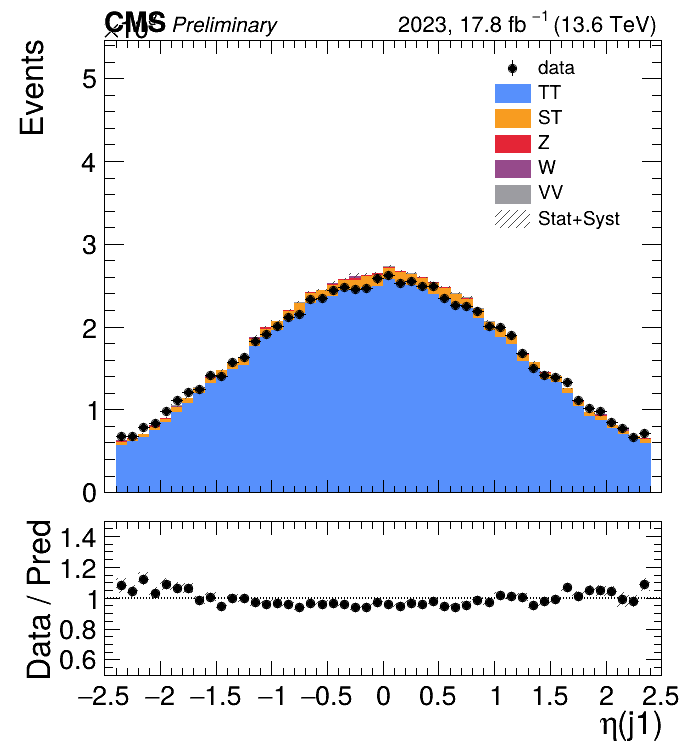 CMS Preliminary 2023, 17.8 fb⁻¹ (13.6 TeV)
Events
5
4
3
2
1
0
data
TT
ST
Z
W
VV
Stat+Syst
Data / Pred
1.4
1.2
1
0.8
0.6
−2.5 −2 −1.5 −1 −0.5 0 0.5 1 1.5 2 2.5
η(j1)